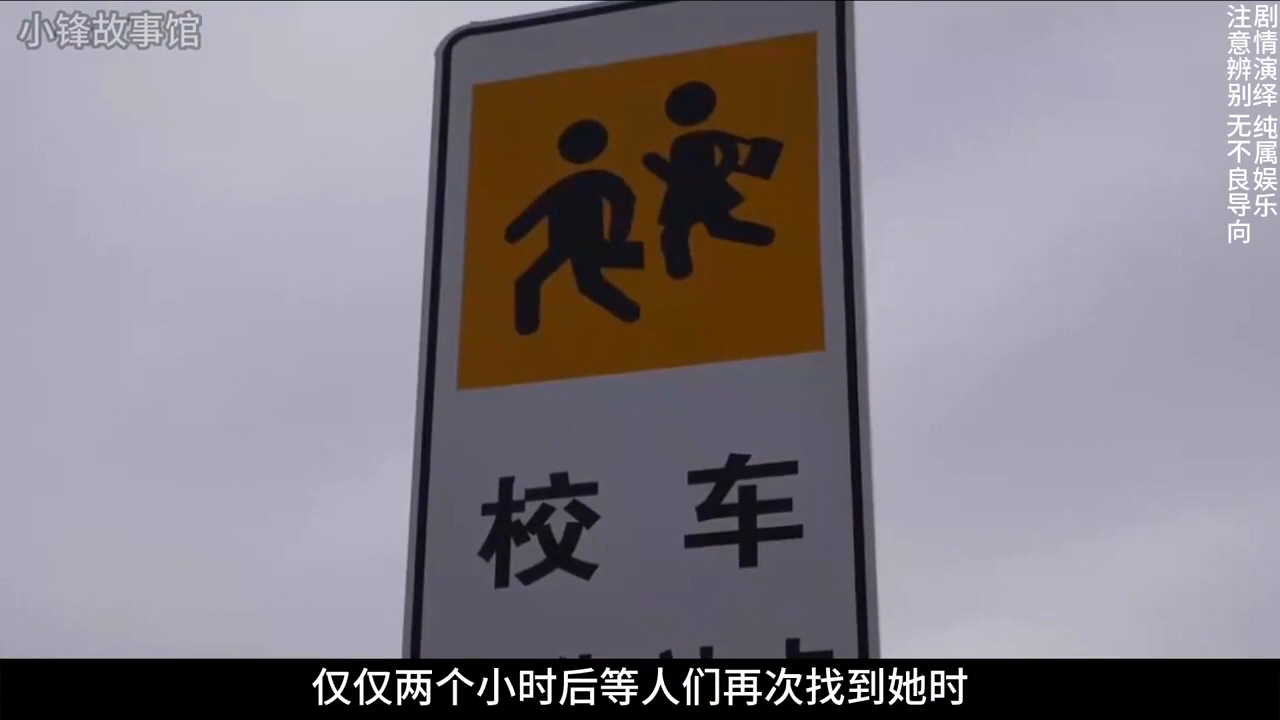 小锋故事馆
剧情演绎 纯属娱乐
注意辨别 无不良导向
校车
仅仅两个小时后等人们再次找到她时